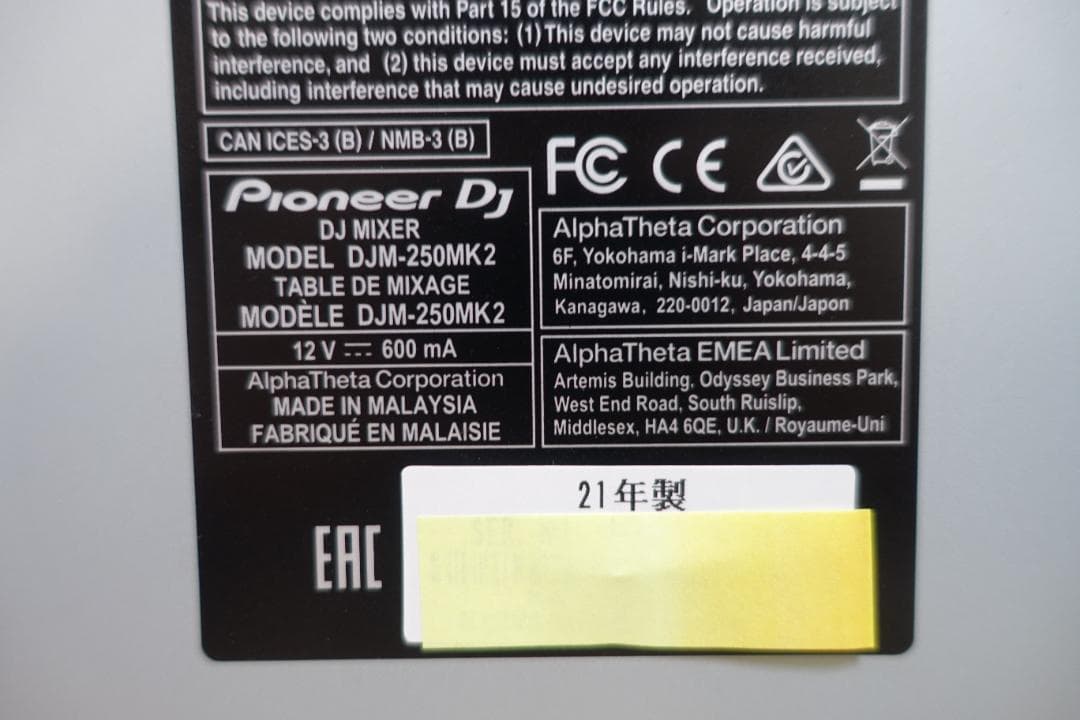 This device complies with Part 15 of the FCC Rules. Operation is subject
to the following two conditions: (1) This device may not cause harmful
interference, and (2) this device must accept any interference received,
including interference that may cause undesired operation.
CAN ICES-3 (B) / NMB-3 (B)
FC CE
Pioneer Dj
DJ MIXER
MODEL DJM-250MK2
TABLE DE MIXAGE
MODÈLE DJM-250MK2
12 V 600 mA
AlphaTheta Corporation
MADE IN MALAYSIA
FABRIQUÉ EN MALAISIE
AlphaTheta Corporation
6F, Yokohama i-Mark Place, 4-4-5
Minatomirai, Nishi-ku, Yokohama,
Kanagawa, 220-0012, Japan/Japon
AlphaTheta EMEA Limited
Artemis Building, Odyssey Business Park,
West End Road, South Ruislip,
Middlesex, HA4 6QE, U.K. / Royaume-Uni
21年製
SER.
EAC